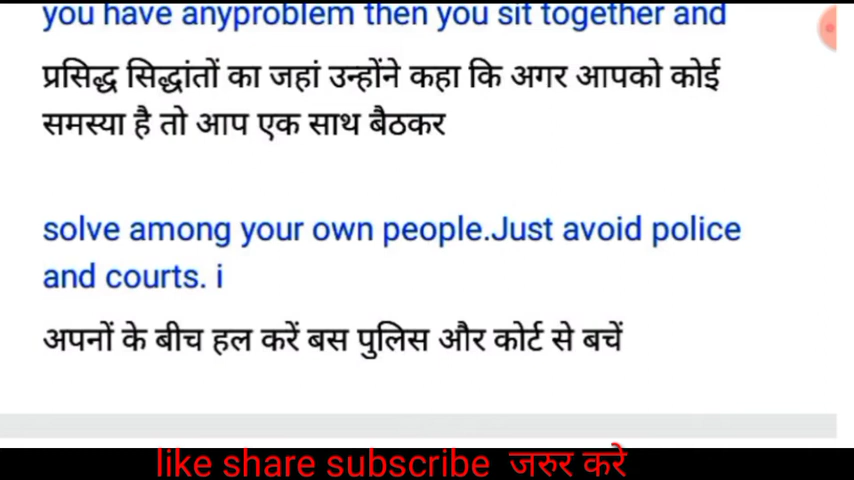 you have anyproblem then you sit together and
प्रसिद्ध सिद्धांतों का जहां उन्होंने कहा कि अगर आपको कोई
समस्या है तो आप एक साथ बैठकर
solve among your own people.Just avoid police
and courts. i
अपनों के बीच हल करें बस पुलिस और कोर्ट से बचें
like share subscribe जरुर करे